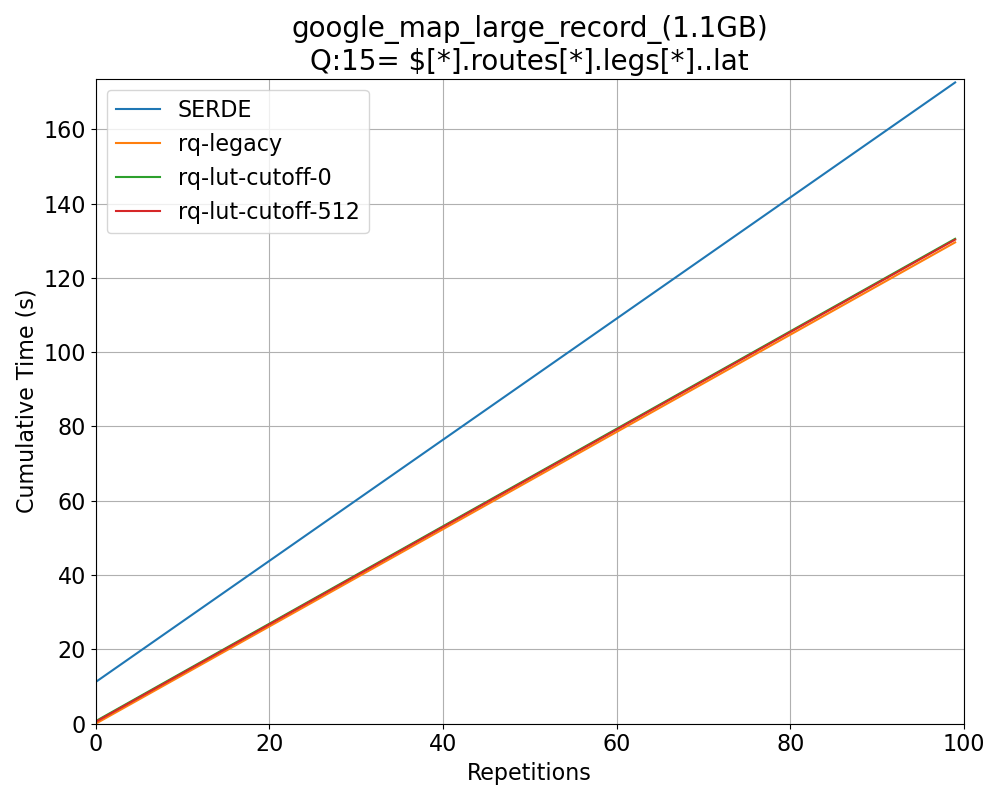 google_map_large_record_(1.1GB)
Q:15= $[*].routes[*].legs[*]..lat
SERDE
rq-legacy
rq-lut-cutoff-0
rq-lut-cutoff-512
Cumulative Time (s)
160
140
120
100
80
60
40
20
0
0 20 40 60 80 100
Repetitions